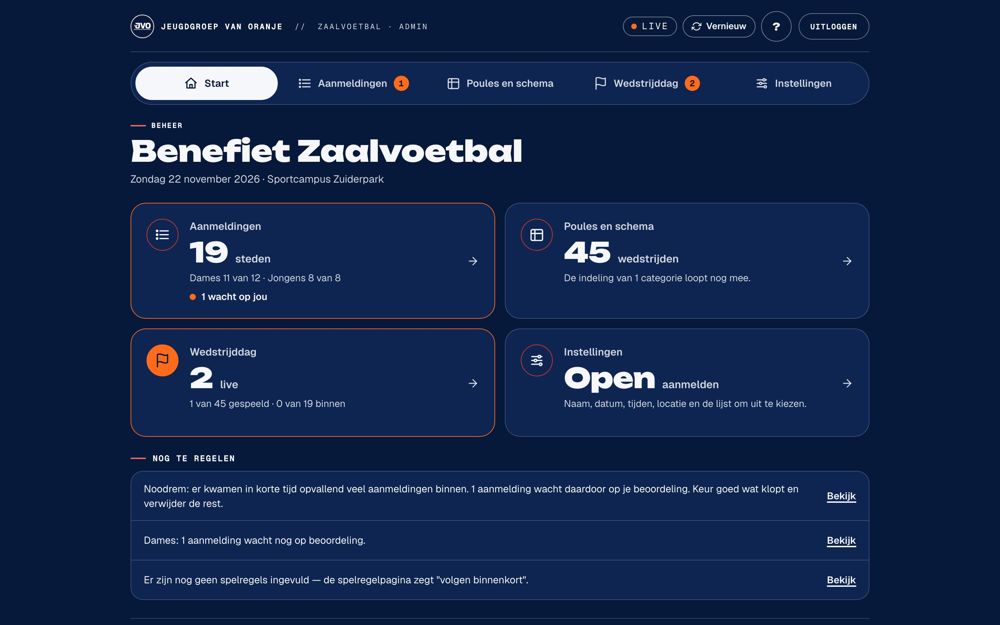 JVO JEUGDGROEP VAN ORANJE // ZAALVOETBAL · ADMIN
LIVE
Vernieuw
?
UITLOGGEN
Start
Aanmeldingen 1
Poules en schema
Wedstrijddag 2
Instellingen
BEHEER
Benefiet Zaalvoetbal
Zondag 22 november 2026 · Sportcampus Zuiderpark
Aanmeldingen
19 steden
Dames 11 van 12 · Jongens 8 van 8
1 wacht op jou
Poules en schema
45 wedstrijden
De indeling van 1 categorie loopt nog mee.
Wedstrijddag
2 live
1 van 45 gespeeld · 0 van 19 binnen
Instellingen
Open aanmelden
Naam, datum, tijden, locatie en de lijst om uit te kiezen.
NOG TE REGELEN
Noodrem: er kwamen in korte tijd opvallend veel aanmeldingen binnen. 1 aanmelding wacht daardoor op je beoordeling. Keur goed wat klopt en
verwijder de rest.
Bekijk
Dames: 1 aanmelding wacht nog op beoordeling.
Bekijk
Er zijn nog geen spelregels ingevuld — de spelregelpagina zegt "volgen binnenkort".
Bekijk